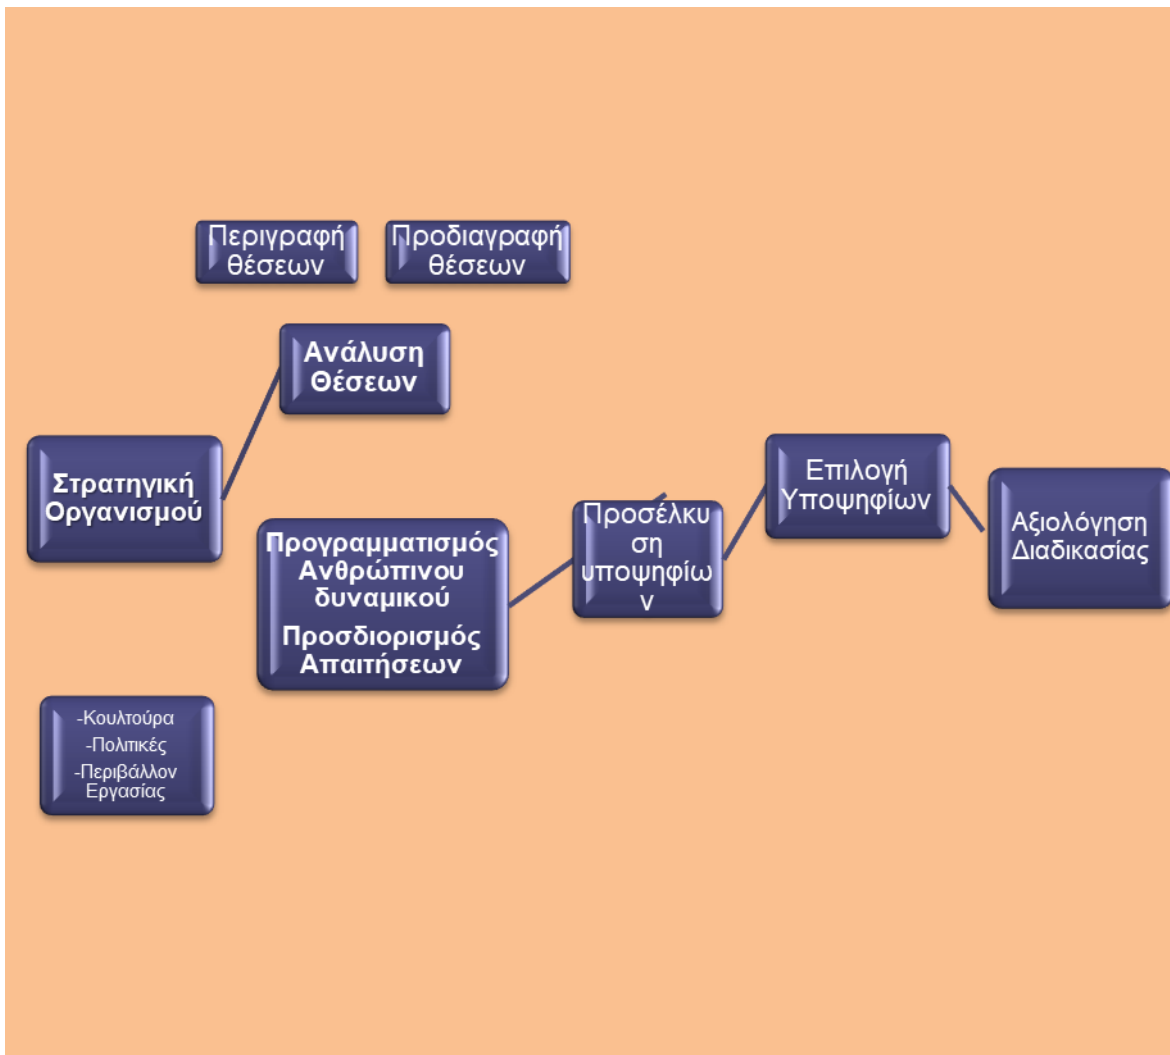 Περιγραφή
θέσεων
Προδιαγραφή
θέσεων
Ανάλυση
Θέσεων
Στρατηγική
Οργανισμού
Προγραμματισμός
Ανθρώπινου
δυναμικού
Προσδιορισμός
Απαιτήσεων
Προσέλκυ
ση
υποψηφίω
ν
Επιλογή
Υποψηφίων
Αξιολόγηση
Διαδικασίας
-Κουλτούρα
-Πολιτικές
-Περιβάλλον
Εργασίας